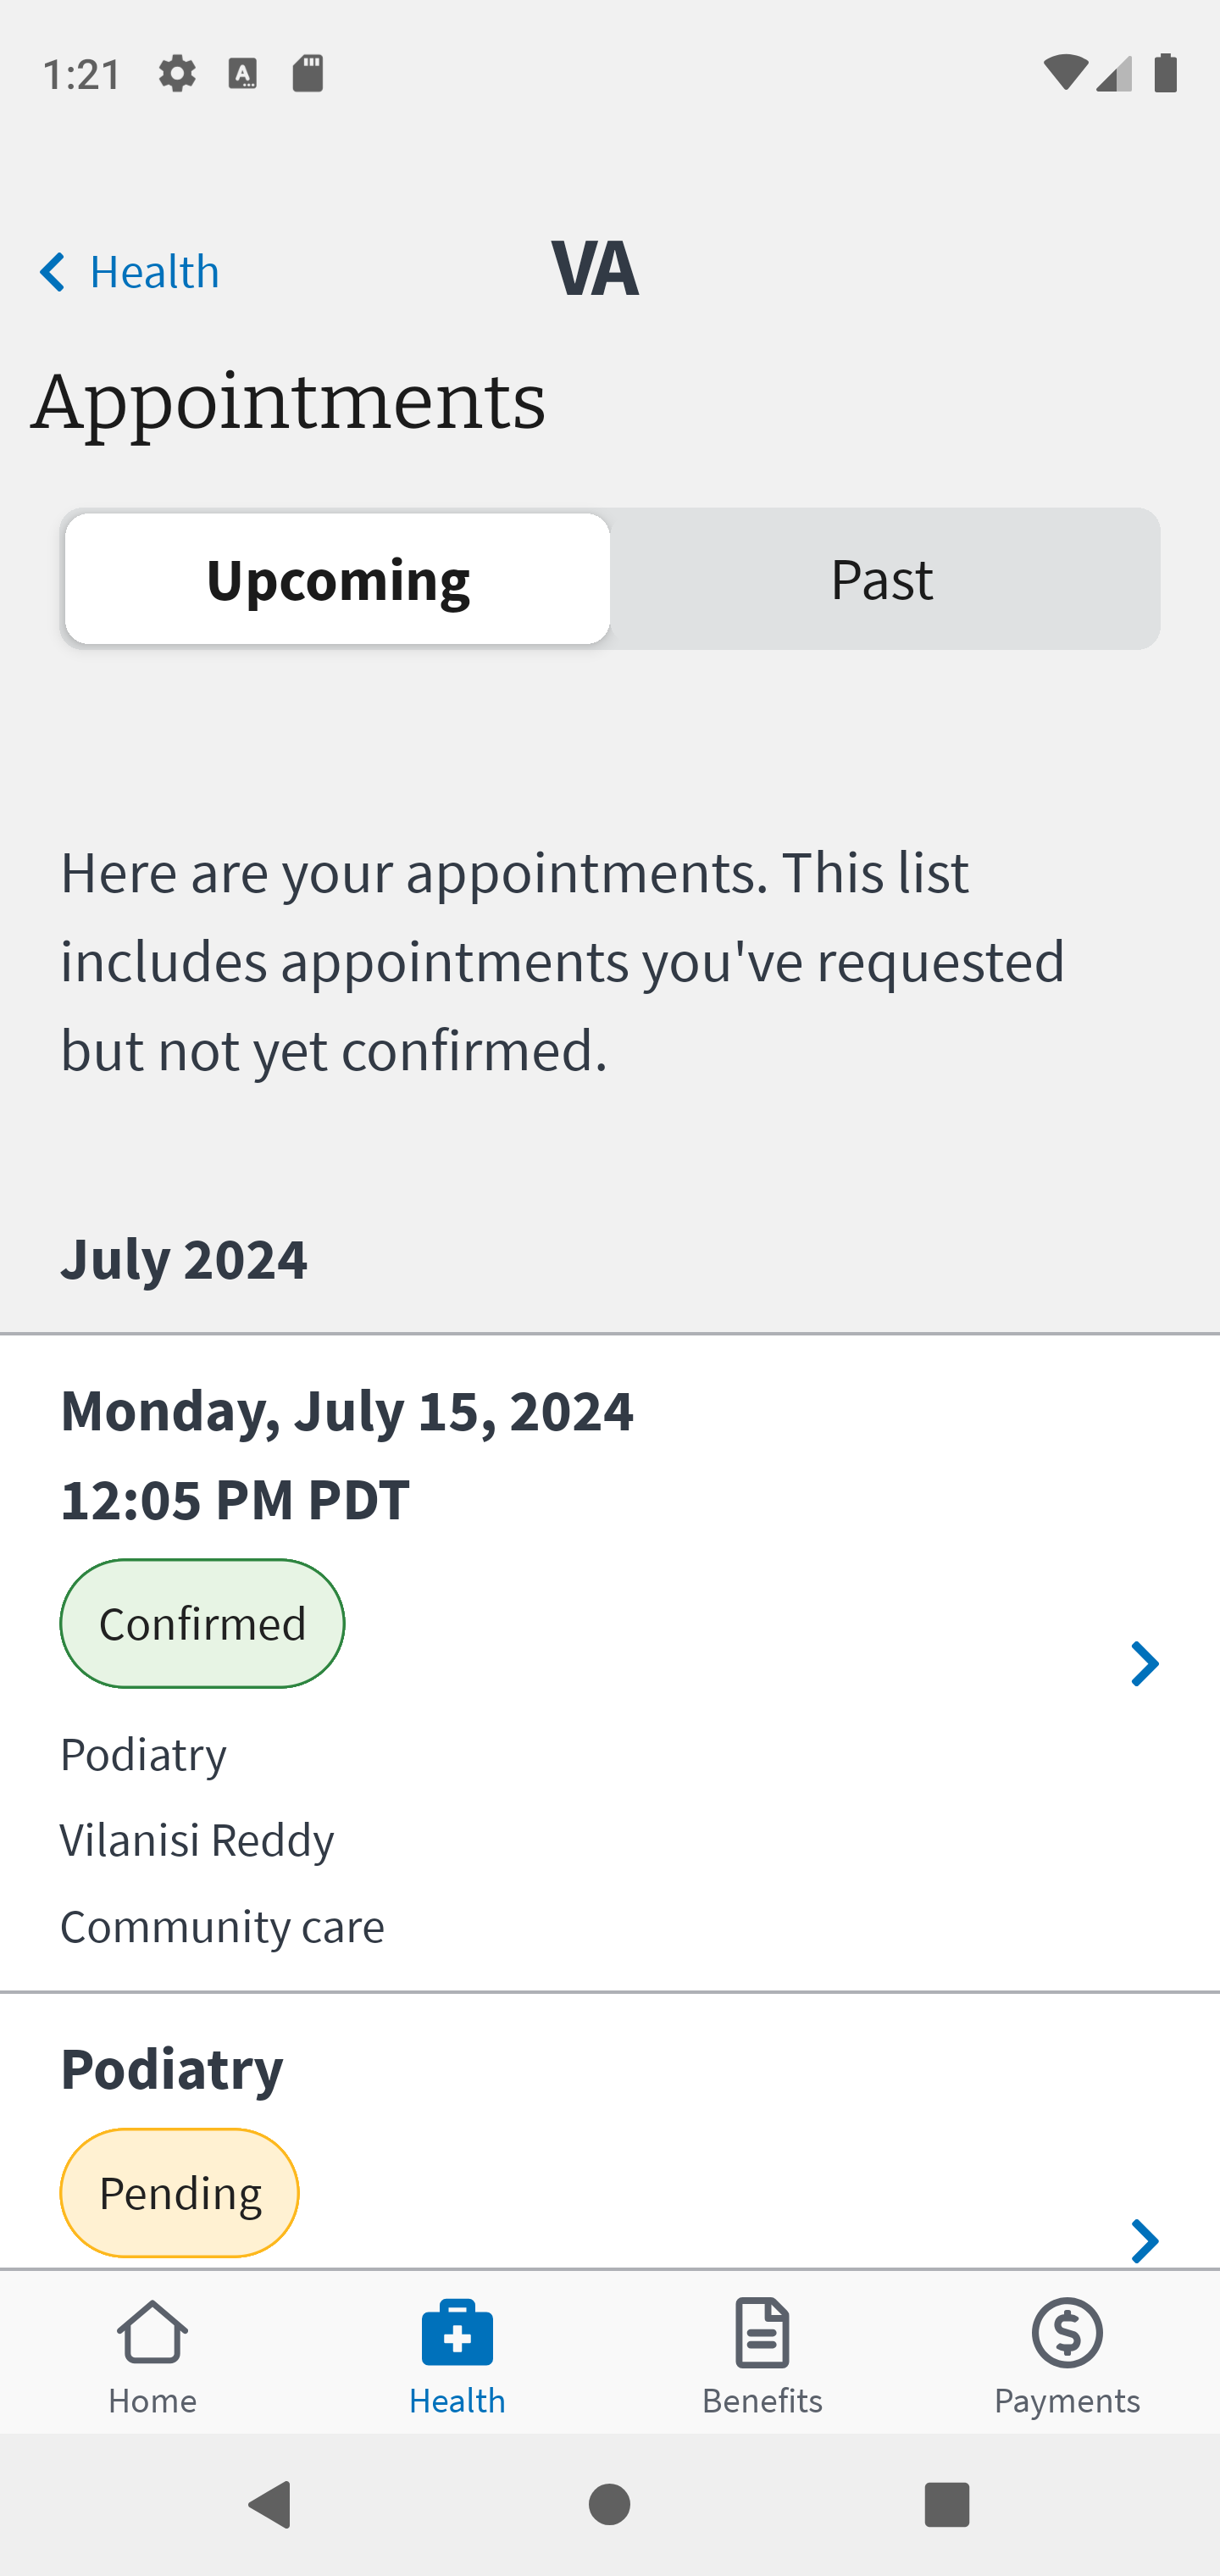 1:21
Health
VA
Appointments
Upcoming
Past
Here are your appointments. This list
includes appointments you've requested
but not yet confirmed.
July 2024
Monday, July 15, 2024
12:05 PM PDT
Confirmed
Podiatry
Vilanisi Reddy
Community care
Podiatry
Pending
Home
Health
Benefits
Payments